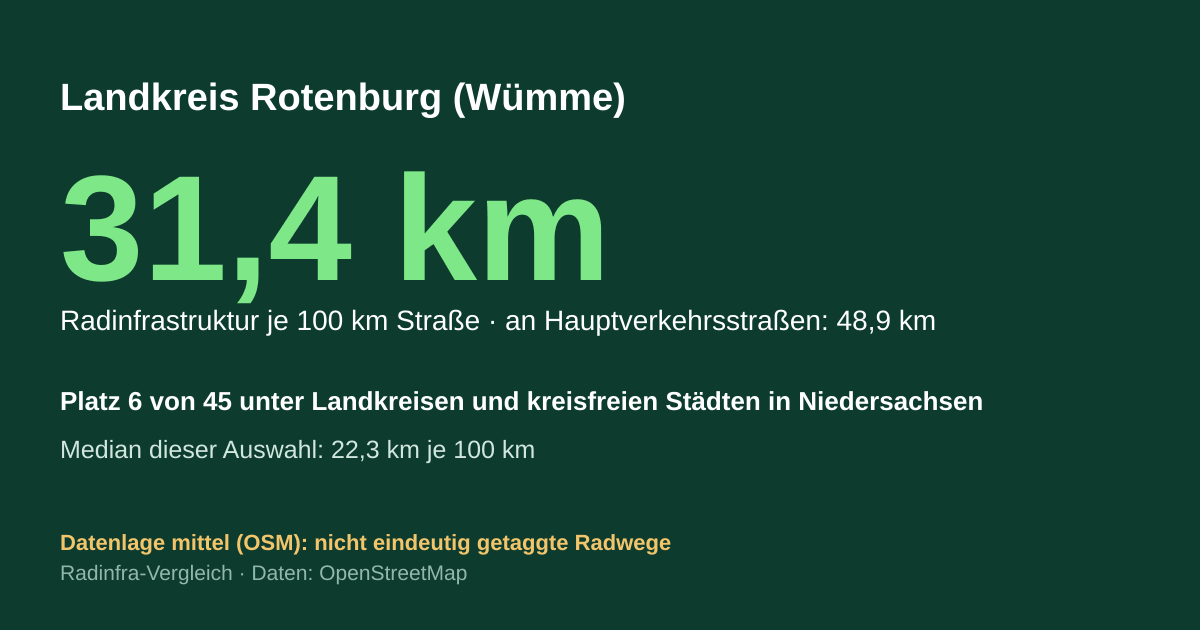 Landkreis Rotenburg (Wümme)
31,4 km
Radinfrastruktur je 100 km Straße · an Hauptverkehrsstraßen: 48,9 km
Platz 6 von 45 unter Landkreisen und kreisfreien Städten in Niedersachsen
Median dieser Auswahl: 22,3 km je 100 km
Datenlage mittel (OSM): nicht eindeutig getaggte Radwege
Radinfra-Vergleich · Daten: OpenStreetMap